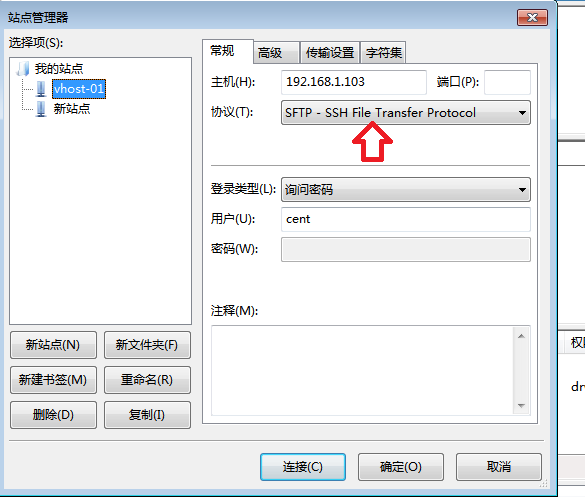 站点管理器
选择项(S):
我的站点
vhost-01
新站点
新站点(N)
新文件夹(F)
新建书签(M)
重命名(R)
删除(D)
复制(I)
常规
高级
传输设置
字符集
主机(H):
192.168.1.103
端口(P):
协议(T):
SFTP - SSH File Transfer Protocol
登录类型(L):
询问密码
用户(U):
cent
密码(W):
注释(M):
连接(C)
确定(O)
取消